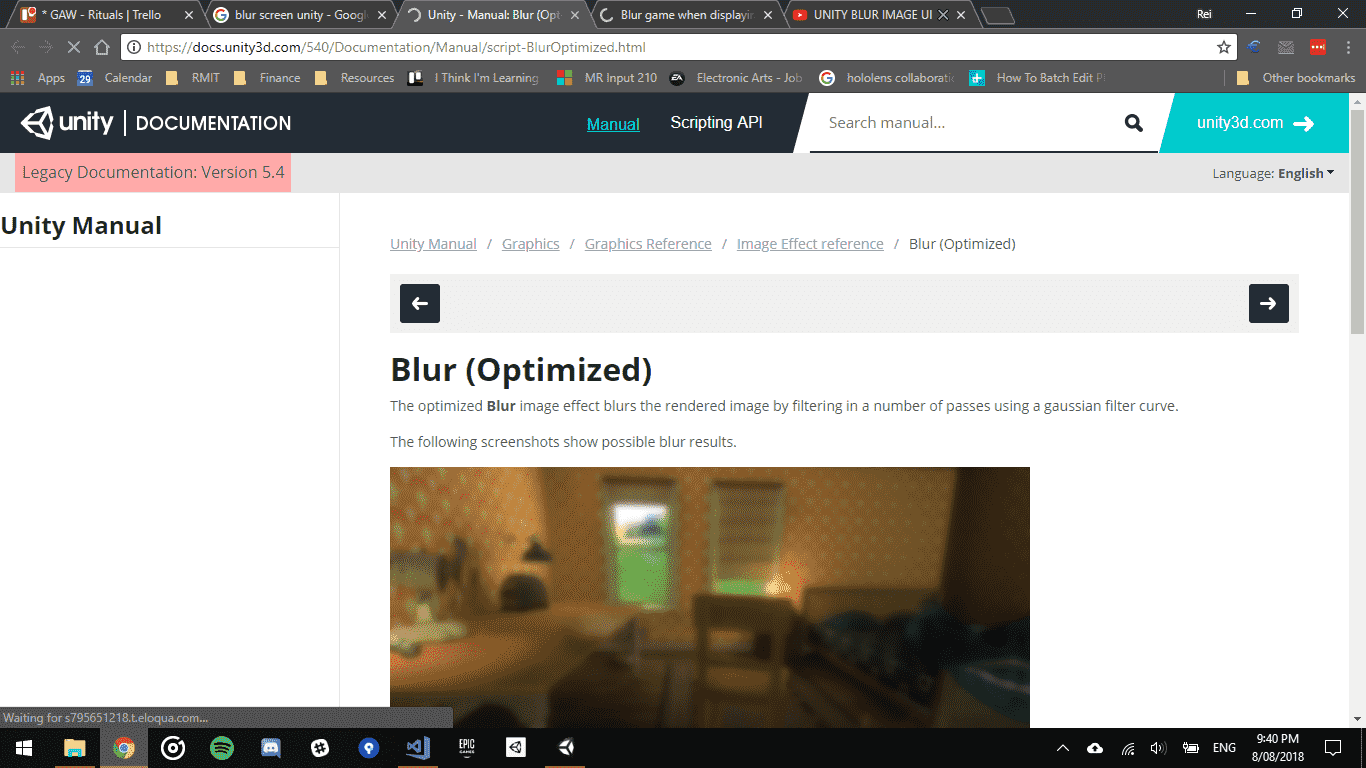 * GAW - Rituals | Trello
blur screen unity - Googl
Unity - Manual: Blur (Opt
Blur game when displayin
UNITY BLUR IMAGE UI
Rei
https://docs.unity3d.com/540/Documentation/Manual/script-BlurOptimized.html
Apps
29
Calendar
RMIT
Finance
Resources
I Think I'm Learning
MR Input 210
EA
Electronic Arts - Job
hololens collaborati
How To Batch Edit P
Other bookmarks
unity | DOCUMENTATION
Manual
Scripting API
Search manual...
unity3d.com
Legacy Documentation: Version 5.4
Language: English
Unity Manual
Unity Manual / Graphics / Graphics Reference / Image Effect reference / Blur (Optimized)
Blur (Optimized)
The optimized Blur image effect blurs the rendered image by filtering in a number of passes using a gaussian filter curve.
The following screenshots show possible blur results.
Waiting for s795651218.t.eloqua.com...
EPIC
GAMES
ENG
9:40 PM
8/08/2018